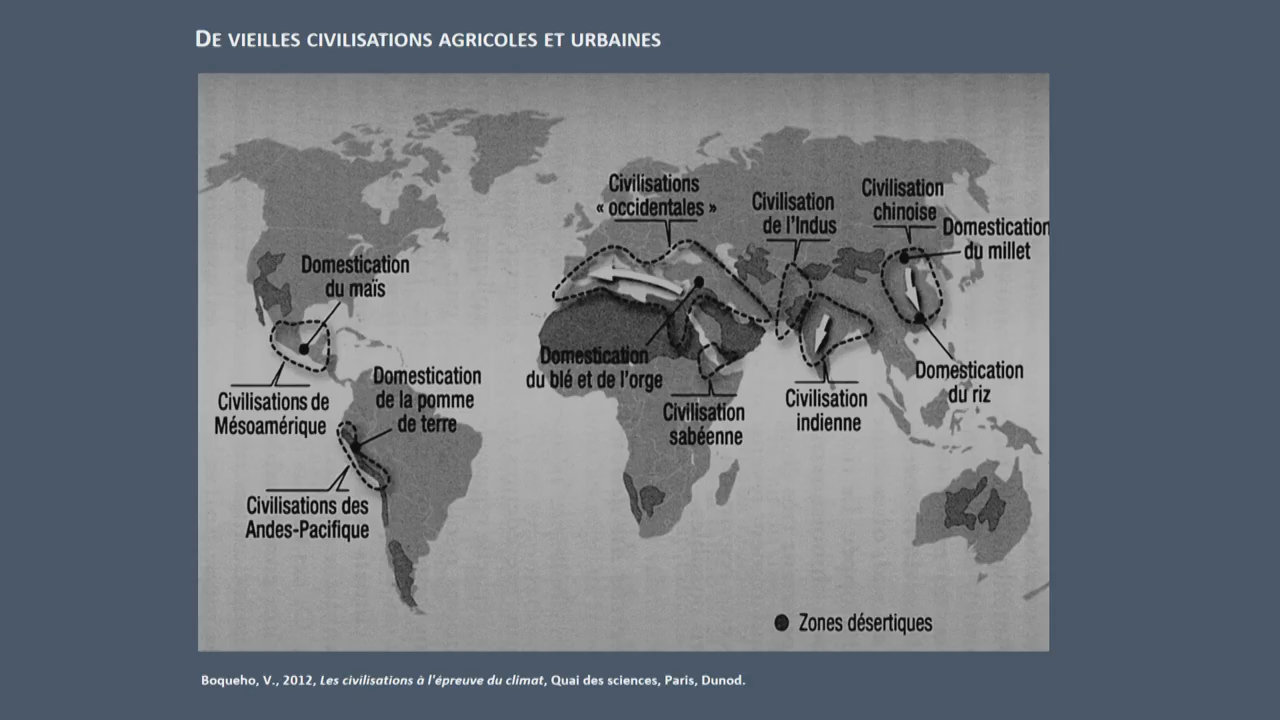 DE VIEILLES CIVILISATIONS AGRICOLES ET URBAINES
Civilisations
« occidentales »
Civilisation
de l'Indus
Civilisation
chinoise
Domestication
du millet
Domestication
du maïs
Domestication
du blé et de l'orge
Domestication
de la pomme
de terre
Domestication
du riz
Civilisations de
Mésoamérique
Civilisation
sabéenne
Civilisation
indienne
Civilisations des
Andes-Pacifique
Zones désertiques
Boqueho, V., 2012, Les civilisations à l'épreuve du climat, Quai des sciences, Paris, Dunod.